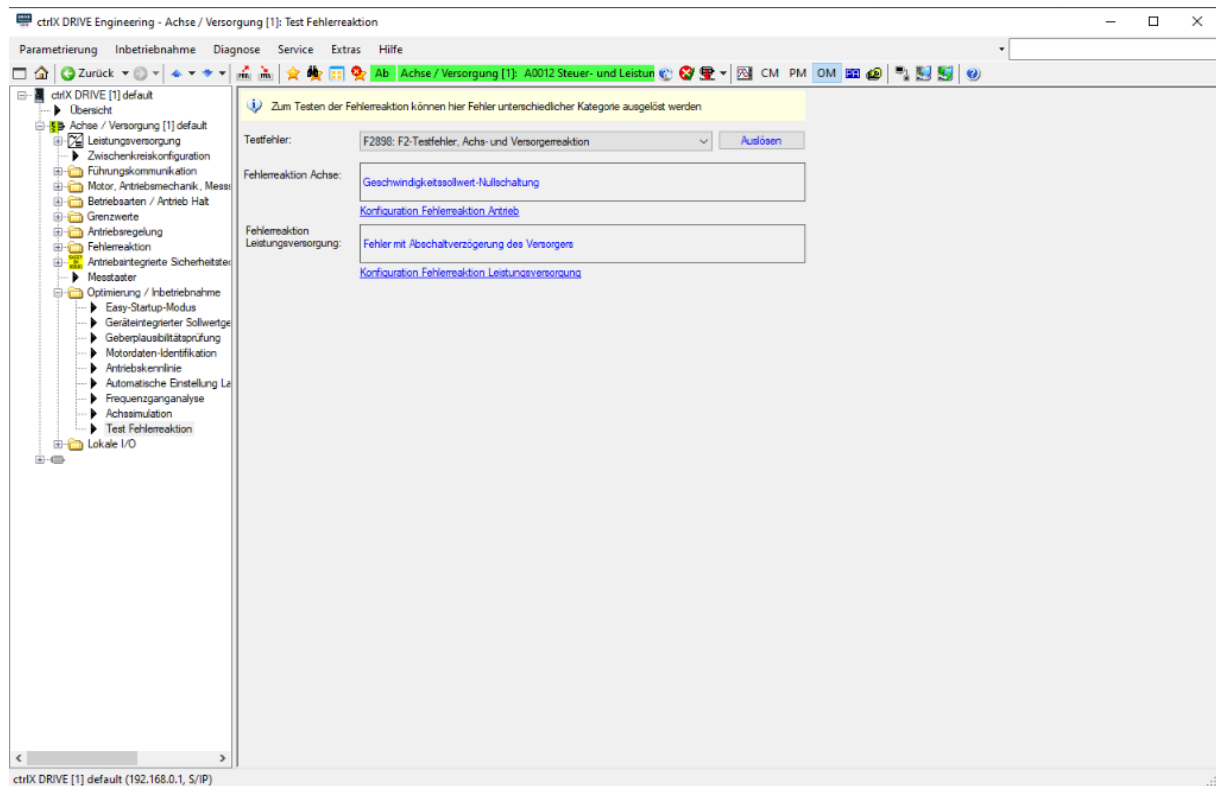 ctrlX DRIVE Engineering - Achse / Versorgung [1]: Test Fehlerreaktion
Parametrierung Inbetriebnahme Diagnose Service Extras Hilfe
Zurück Ab Achse / Versorgung [1]: A0012 Steuer- und Leistun CM PM OM
ctrlX DRIVE [1] default
Übersicht
Achse / Versorgung [1] default
Leistungsversorgung
Zwischenkreiskonfiguration
Führungskommunikation
Motor, Antriebsmechanik, Mess
Betriebsarten / Antrieb Halt
Grenzwerte
Antriebsregelung
Fehlerreaktion
Antriebsintegrierte Sicherheitste
Messtaster
Optimierung / Inbetriebnahme
Easy-Startup-Modus
Geräteintegrierter Sollwertge
Geberplausibilitätsprüfung
Motordaten-Identifikation
Antriebskennlinie
Automatische Einstellung La
Frequenzganganalyse
Achssimulation
Test Fehlerreaktion
Lokale I/O
Zum Testen der Fehlerreaktion können hier Fehler unterschiedlicher Kategorie ausgelöst werden
Testfehler: F2898: F2-Testfehler, Achs- und Versorgerreaktion Auslösen
Fehlerreaktion Achse: Geschwindigkeitssollwert-Nullschaltung
Konfiguration Fehlerreaktion Antrieb
Fehlerreaktion
Leistungsversorgung: Fehler mit Abschaltverzögerung des Versorgers
Konfiguration Fehlerreaktion Leistungsversorgung
ctrlX DRIVE [1] default (192.168.0.1, S/IP)